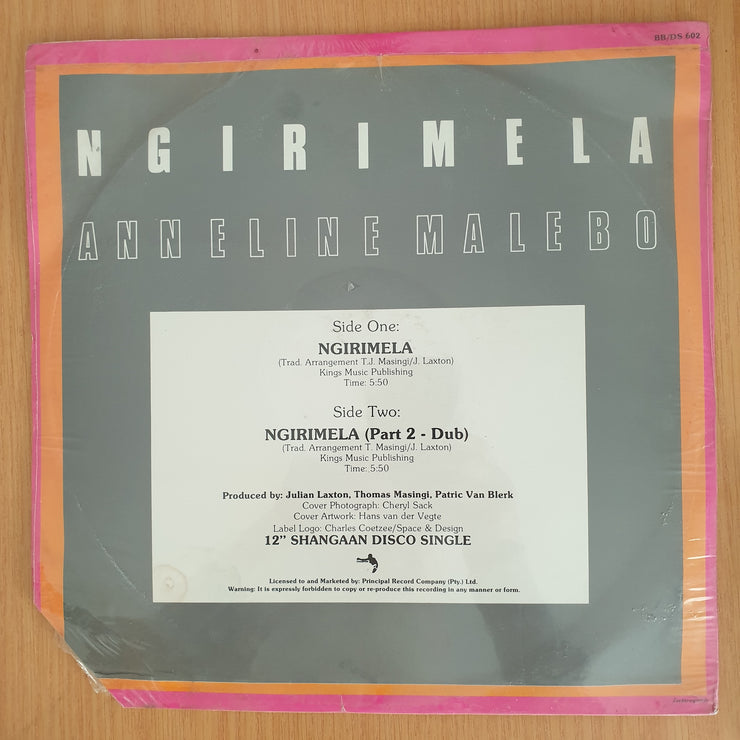 BB/DS 602
NGIRIMELA
ANNELINE MALEBO
Side One:
NGIRIMELA
(Trad. Arrangement T.J. Masingi/J. Laxton)
Kings Music Publishing
Time: 5:50
Side Two:
NGIRIMELA (Part 2 - Dub)
(Trad. Arrangement T. Masingi/J. Laxton)
Kings Music Publishing
Time: 5:50
Produced by: Julian Laxton, Thomas Masingi, Patric Van Blerk
Cover Photograph: Cheryl Sack
Cover Artwork: Hans van der Vegte
Label Logo: Charles Coetzee/Space & Design
12” SHANGAAN DISCO SINGLE
Licensed to and Marketed by: Principal Record Company (Pty.) Ltd.
Warning: It is expressly forbidden to copy or re-produce this recording in any manner or form.